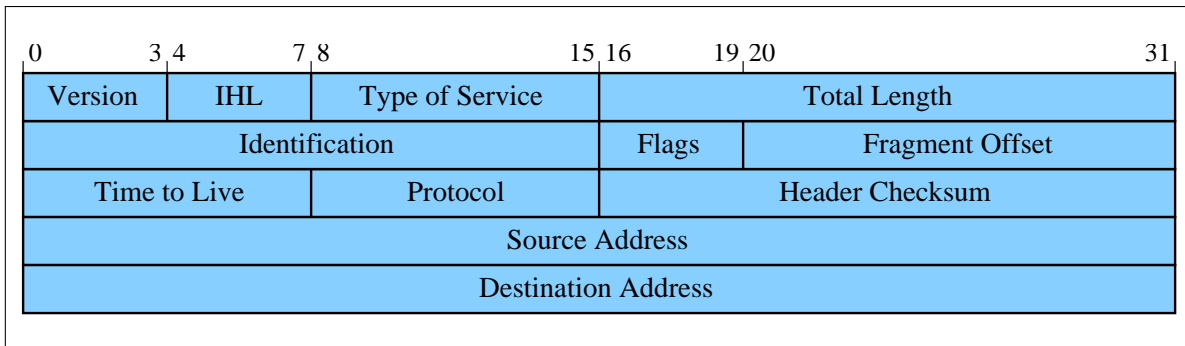 0 3 4 7 8 15 16 19 20 31
Version IHL Type of Service Total Length
Identification Flags Fragment Offset
Time to Live Protocol Header Checksum
Source Address
Destination Address